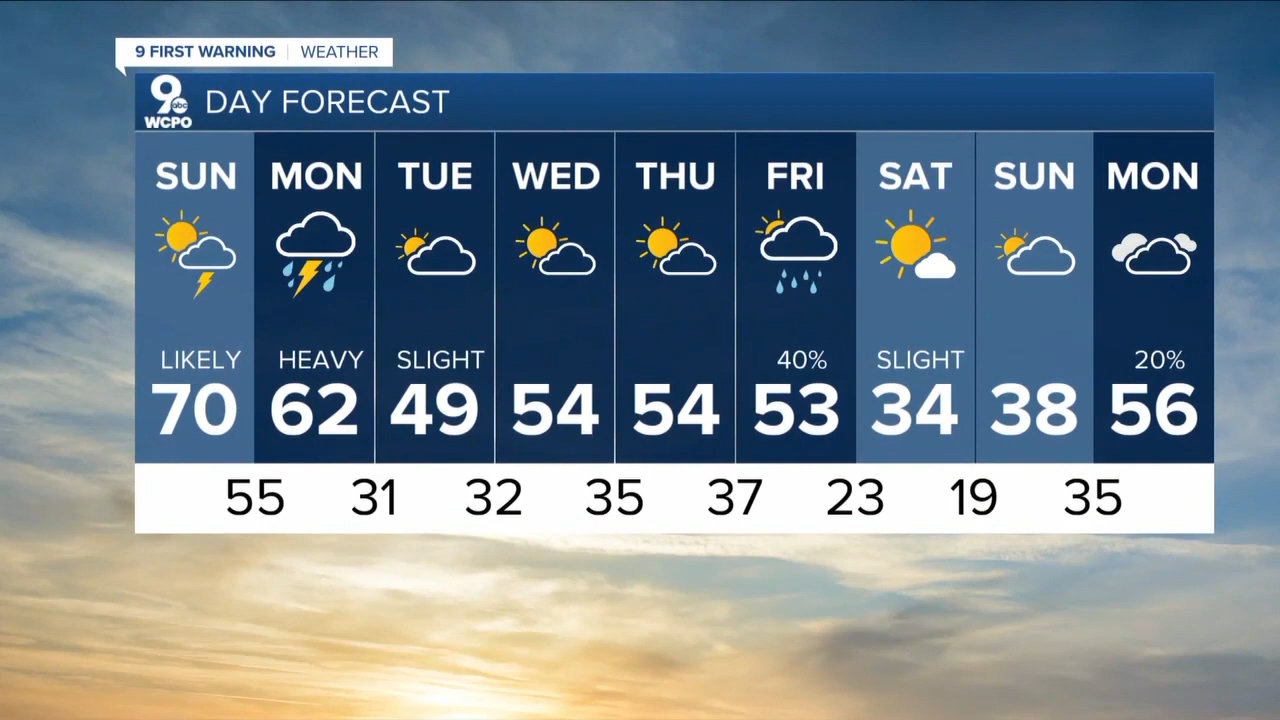 9 FIRST WARNING | WEATHER
9 abc WCPO DAY FORECAST
SUN MON TUE WED THU FRI SAT SUN MON
LIKELY HEAVY SLIGHT 40% SLIGHT 20%
70 62 49 54 54 53 34 38 56
55 31 32 35 37 23 19 35